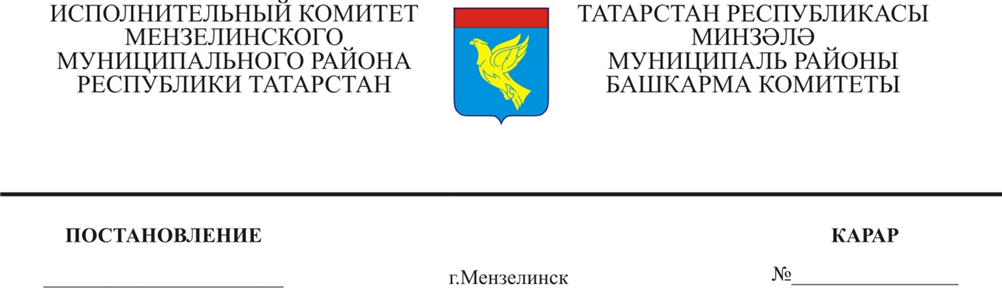 ИСПОЛНИТЕЛЬНЫЙ КОМИТЕТ
МЕНЗЕЛИНСКОГО
МУНИЦИПАЛЬНОГО РАЙОНА
РЕСПУБЛИКИ ТАТАРСТАН
ТАТАРСТАН РЕСПУБЛИКАСЫ
МИНЗӘЛӘ
МУНИЦИПАЛЬ РАЙОНЫ
БАШКАРМА КОМИТЕТЫ
ПОСТАНОВЛЕНИЕ
КАРАР
г.Мензелинск
№